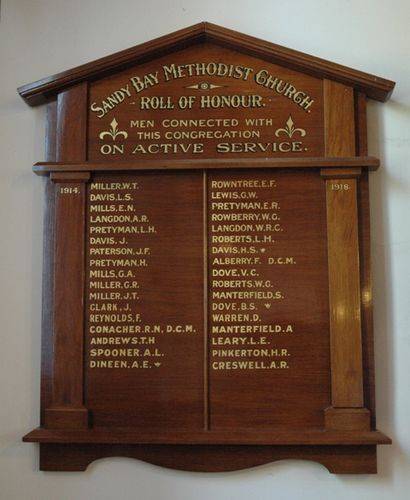 SANDY BAY METHODIST CHURCH
ROLL OF HONOUR.
MEN CONNECTED WITH
THIS CONGREGATION
ON ACTIVE SERVICE.
1914.
MILLER,W.T.
DAVIS,L.S.
MILLS,E.N.
LANGDON,A.R.
PRETYMAN,L.H.
DAVIS, J.
PATERSON,J.F.
PRETYMAN,H.
MILLS,G.A.
MILLER,G.R.
MILLER,J.T.
CLARK, J.
REYNOLDS,F.
CONACHER,R.N, D.C.M.
ANDREWS,T.H
SPOONER,A.L.
DINEEN,A.E.
1918.
ROWNTREE,E.F.
LEWIS,G.W.
PRETYMAN,E.R.
ROWBERRY,W.G.
LANGDON,W.R.C.
ROBERTS,L.H.
DAVIS,H.S.
ALBERRY,F. D.C.M.
DOVE,V.C.
ROBERTS,W.G.
MANTERFIELD,S.
DOVE,B.S.
WARREN,D.
MANTERFIELD,A
LEARY,L.E.
PINKERTON,H.R.
CRESWELL,A.R.